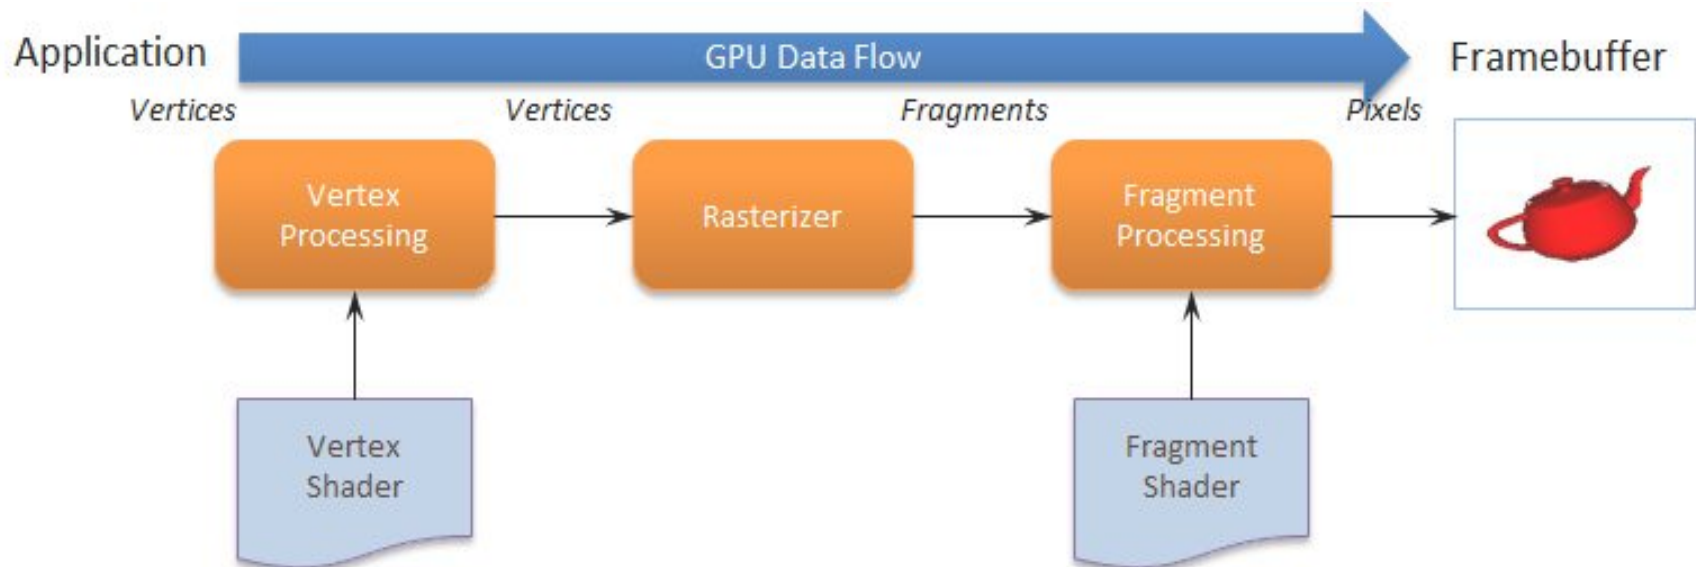 Application
GPU Data Flow
Framebuffer
Vertices
Vertices
Fragments
Pixels
Vertex
Processing
Rasterizer
Fragment
Processing
Vertex
Shader
Fragment
Shader